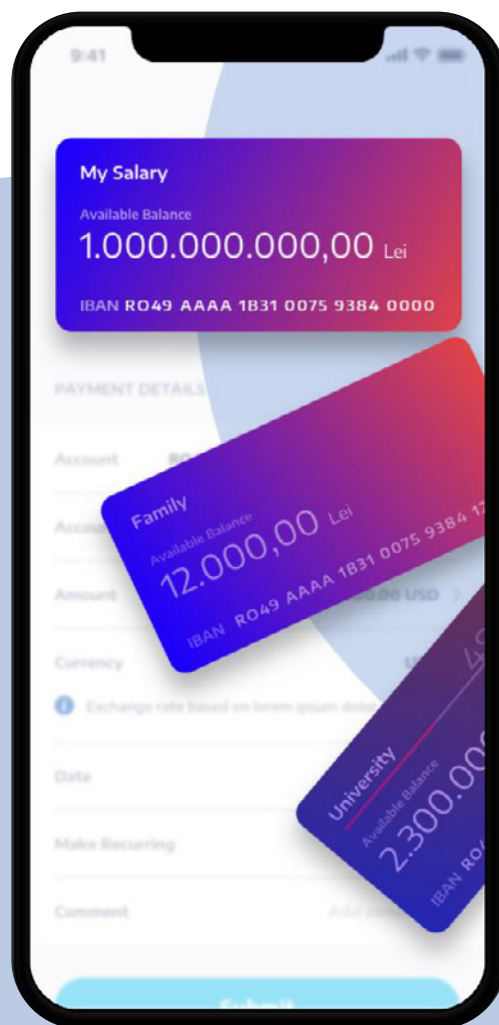 9:41
My Salary
Available Balance
1.000.000.000,00 Lei
IBAN RO49 AAAA 1B31 0075 9384 0000
PAYMENT DETAILS
Account
Family
Available Balance
12.000,00 Lei
IBAN RO49 AAAA 1B31 0075 9384
Amount
USD
Currency
Exchange rate based on lorem ipsum dolor
University
Available Balance
2.300.00
IBAN
Date
Make Recurring
Comment
Submit